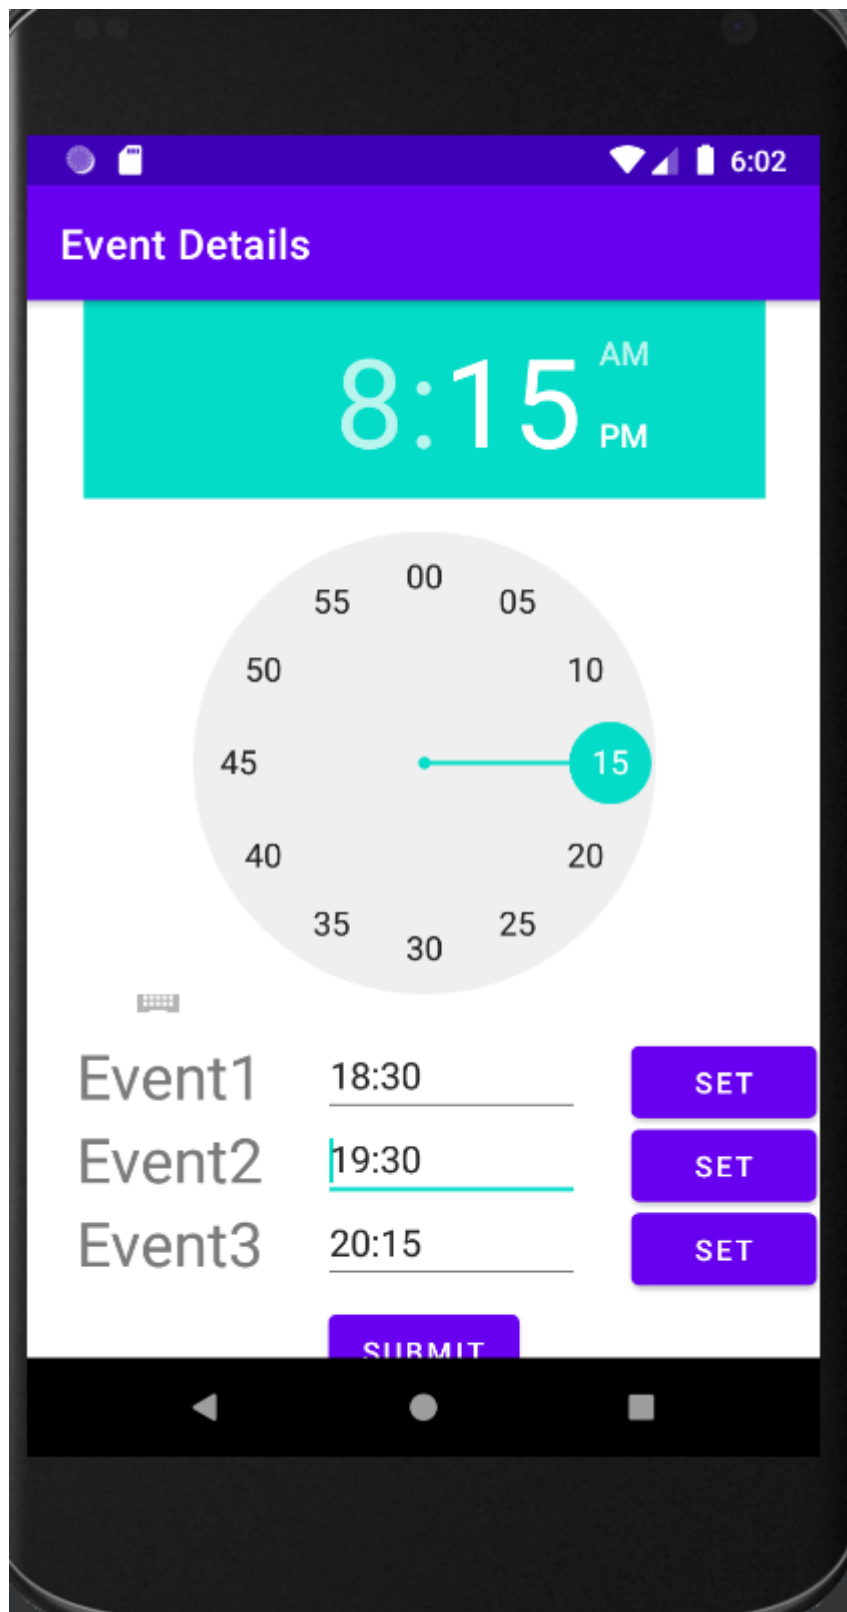 6:02
Event Details
8:15 AM
PM
00
55 05
50 10
45 15
40 20
35 25
30
Event1 18:30 SET
Event2 19:30 SET
Event3 20:15 SET
SUBMIT